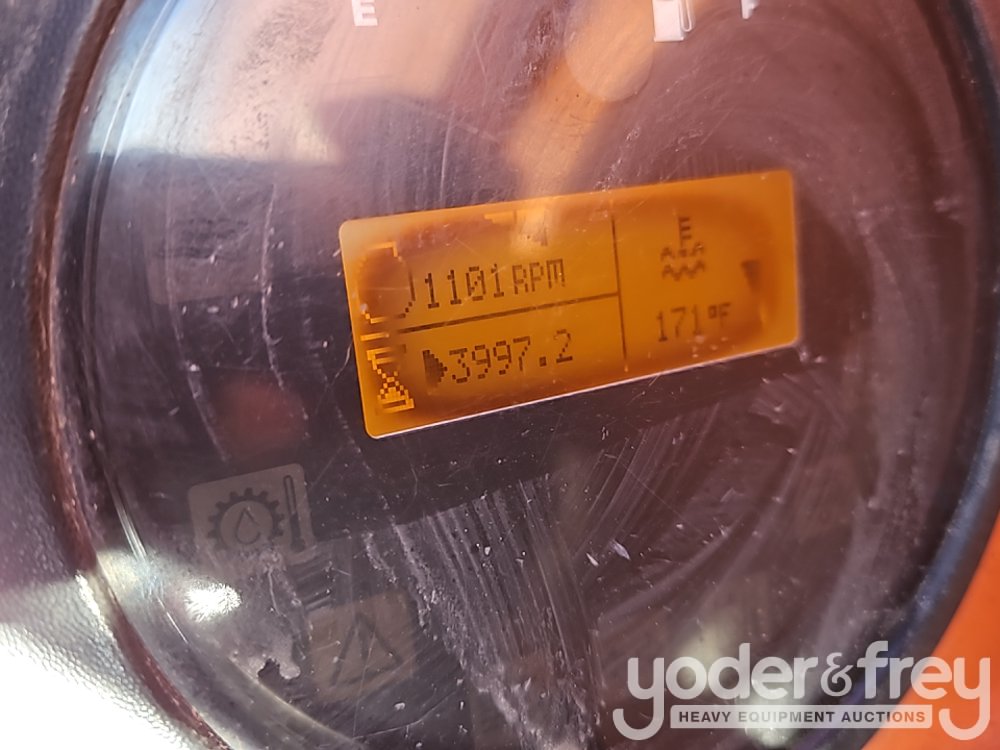 E
1101RPM
E
3997.2
171°F
yoder&frey
HEAVY EQUIPMENT AUCTIONS